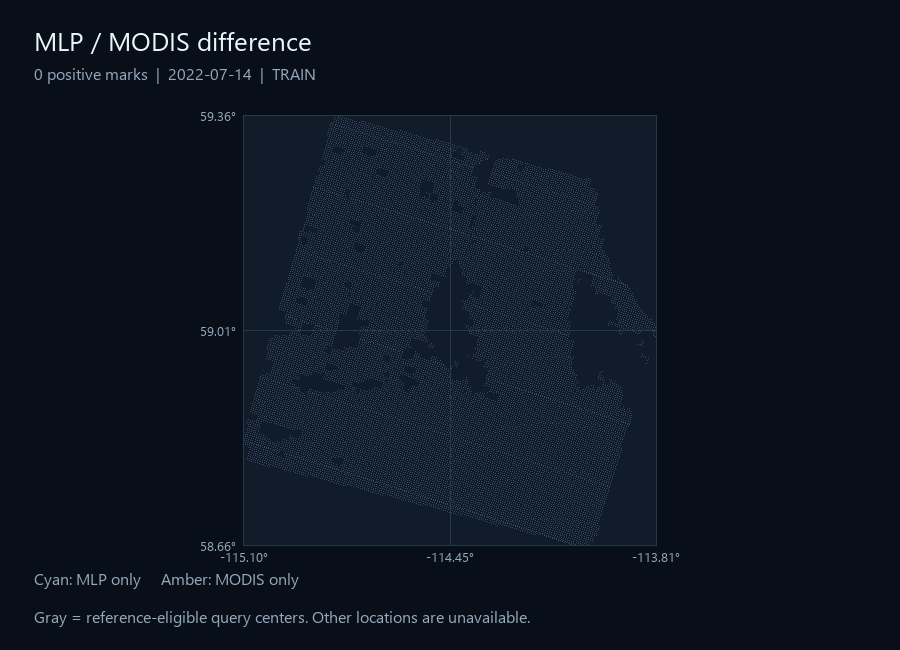 MLP / MODIS difference
0 positive marks | 2022-07-14 | TRAIN
59.36°
59.01°
58.66°
-115.10° -114.45° -113.81°
Cyan: MLP only Amber: MODIS only
Gray = reference-eligible query centers. Other locations are unavailable.